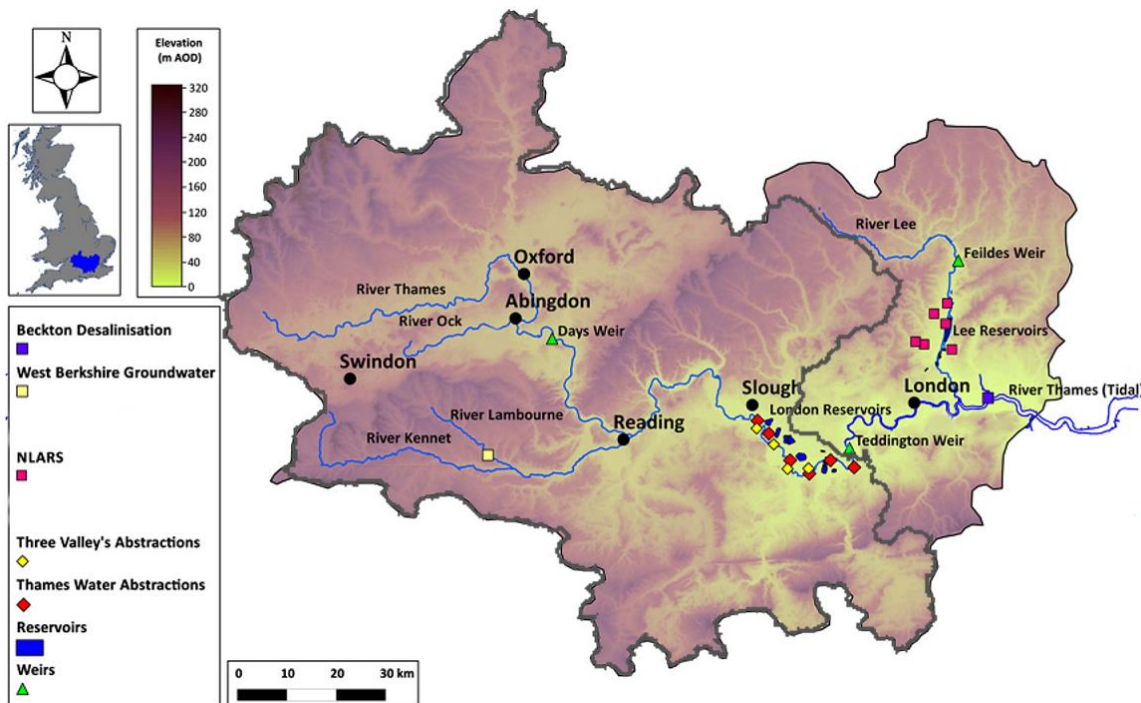 N
Elevation
(m AOD)
320
280
240
200
160
120
80
40
0
Beckton Desalinisation
West Berkshire Groundwater
NLARS
Three Valley's Abstractions
Thames Water Abstractions
Reservoirs
Weirs
0 10 20 30 km
River Lee
Feildes Weir
Oxford
River Thames
Abingdon
River Ock
Days Weir
Lee Reservoirs
Swindon
Slough
London
River Thames (Tidal)
London Reservoirs
River Lambourne
Reading
River Kennet
Teddington Weir